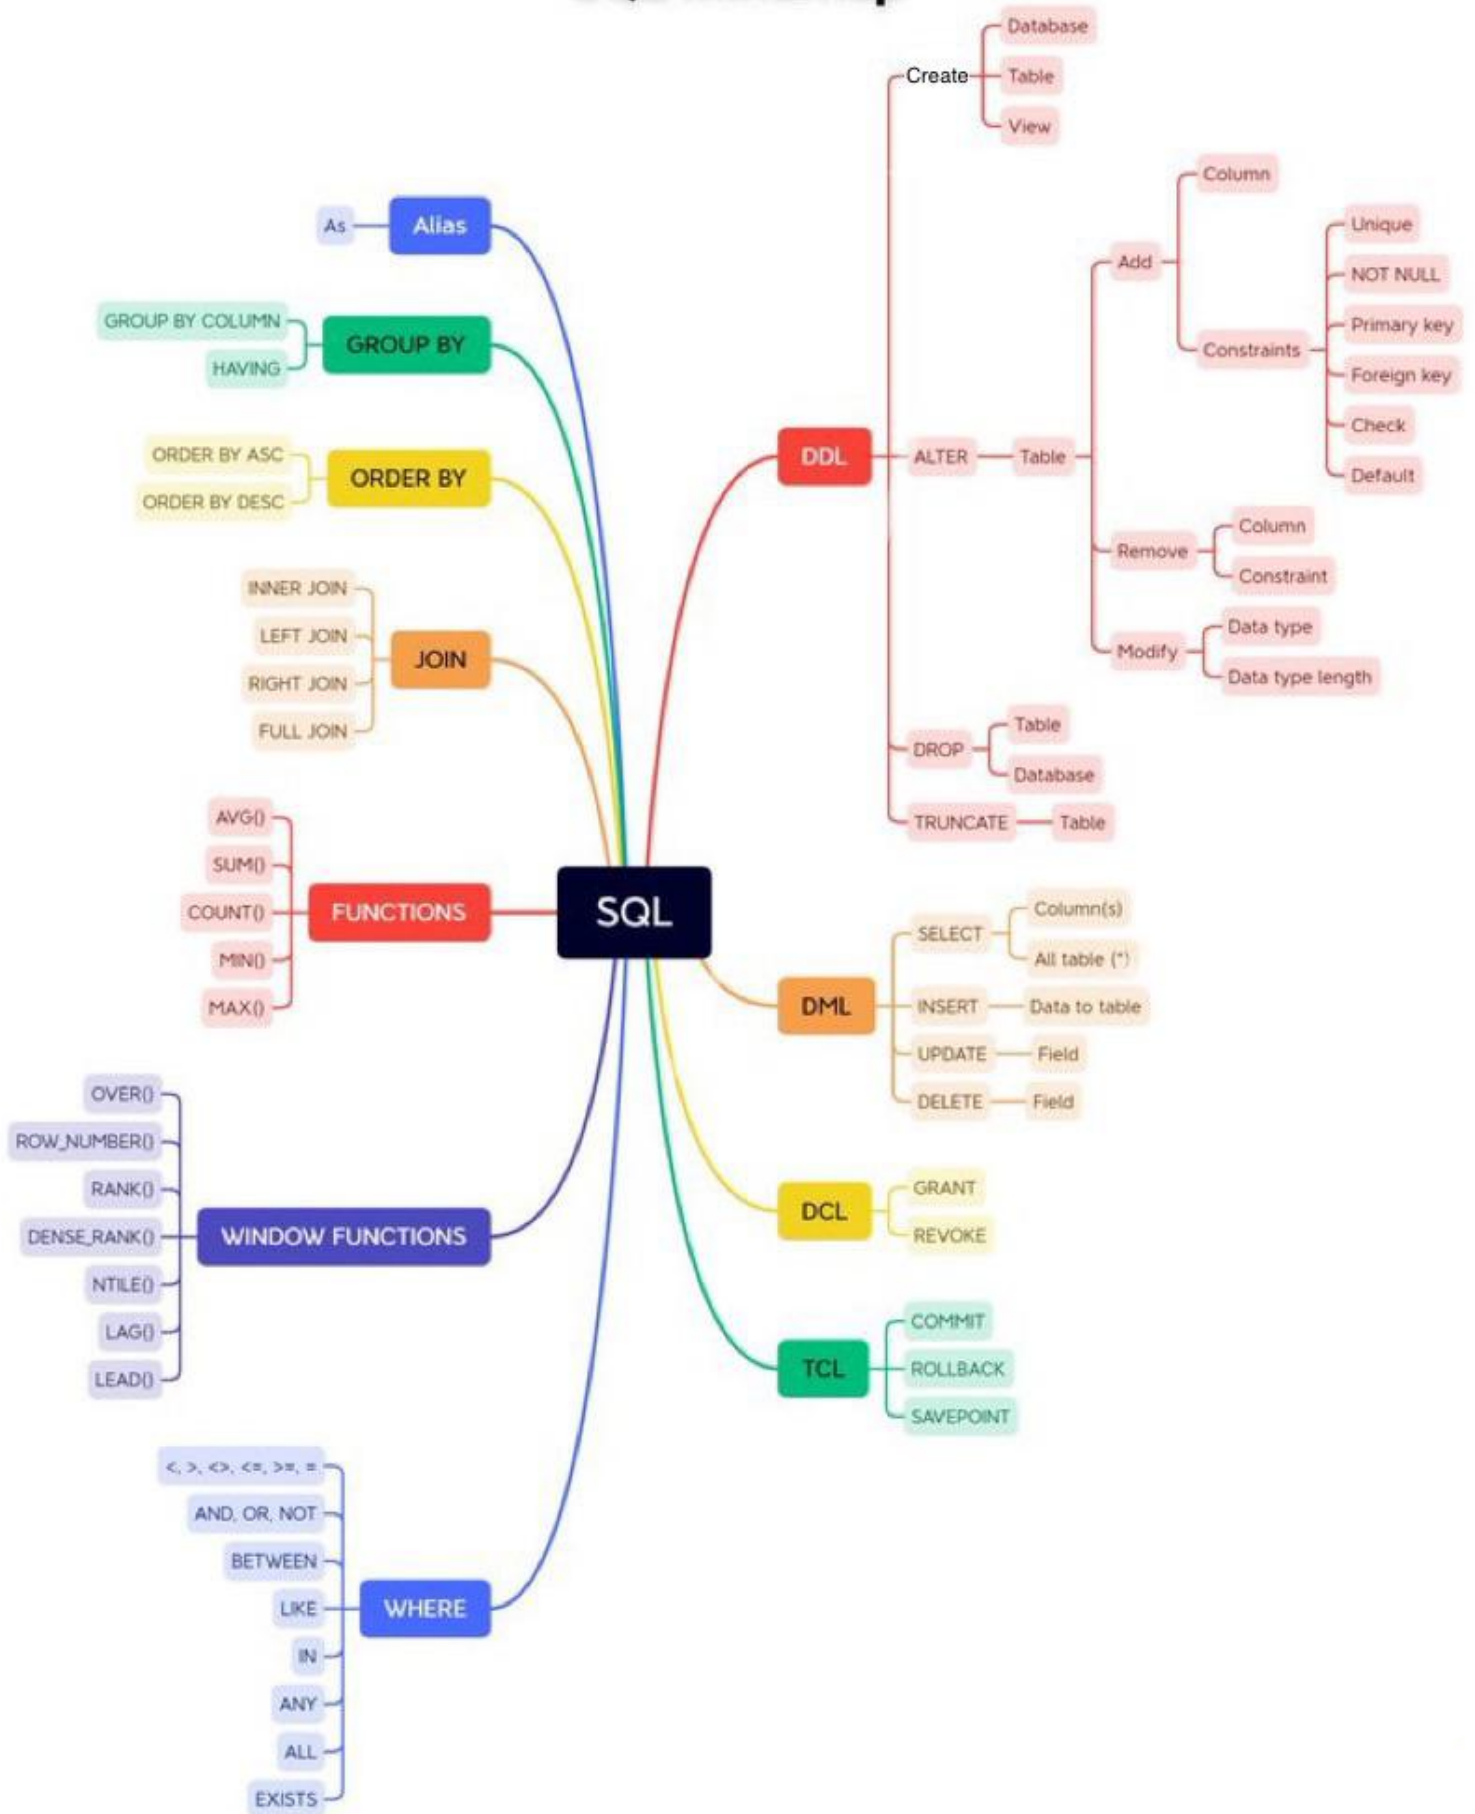 Alias
As
GROUP BY
GROUP BY COLUMN
HAVING
ORDER BY
ORDER BY ASC
ORDER BY DESC
JOIN
INNER JOIN
LEFT JOIN
RIGHT JOIN
FULL JOIN
FUNCTIONS
AVG()
SUM()
COUNT()
MIN()
MAX()
WINDOW FUNCTIONS
OVER()
ROW_NUMBER()
RANK()
DENSE_RANK()
NTILE()
LAG()
LEAD()
WHERE
<, >, <>, <=, >=, =
AND, OR, NOT
BETWEEN
LIKE
IN
ANY
ALL
EXISTS
SQL
DDL
Create
Database
Table
View
ALTER
Table
Add
Column
Constraints
Unique
NOT NULL
Primary key
Foreign key
Check
Default
Remove
Column
Constraint
Modify
Data type
Data type length
DROP
Table
Database
TRUNCATE
Table
DML
SELECT
Column(s)
All table (*)
INSERT
Data to table
UPDATE
Field
DELETE
Field
DCL
GRANT
REVOKE
TCL
COMMIT
ROLLBACK
SAVEPOINT